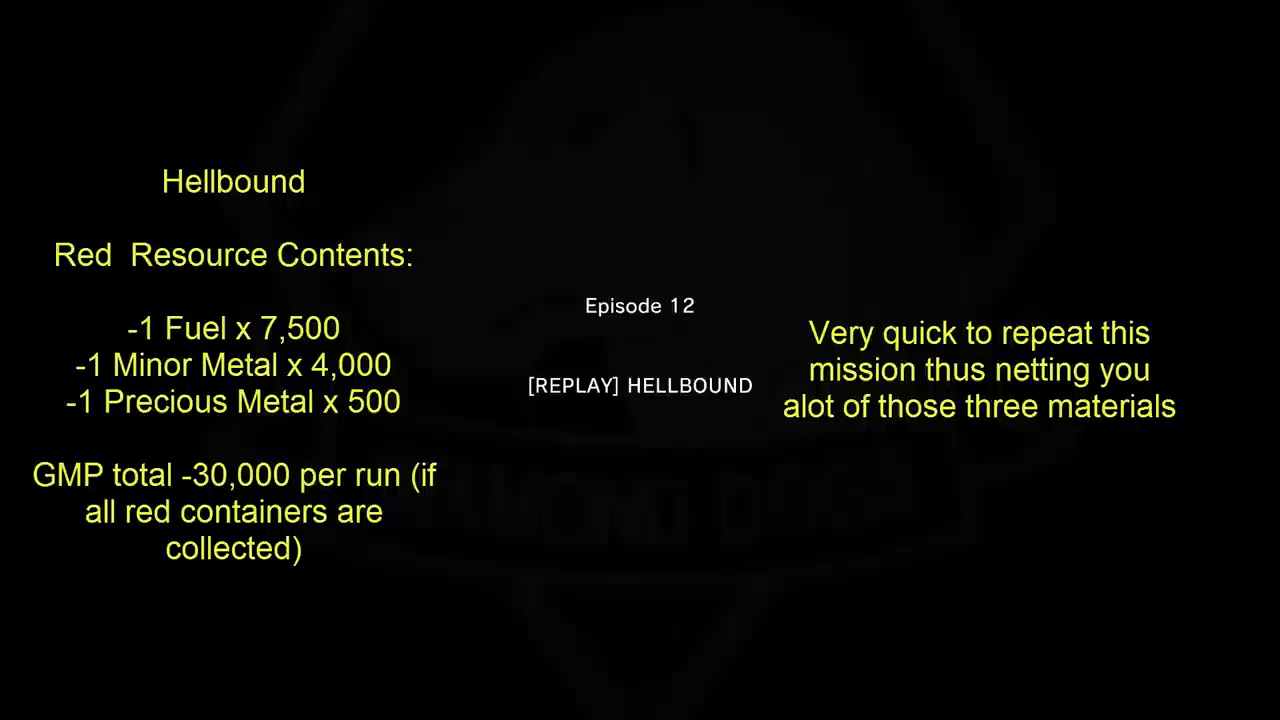 Hellbound
Red  Resource Contents:
-1 Fuel x 7,500
-1 Minor Metal x 4,000
-1 Precious Metal x 500
GMP total -30,000 per run (if
all red containers are
collected)
Episode 12
[REPLAY] HELLBOUND
Very quick to repeat this
mission thus netting you
alot of those three materials
DIAMOND DOGS